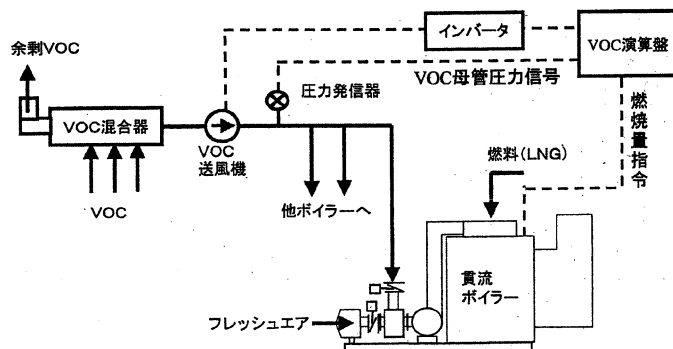 余剰VOC
インバータ
VOC演算盤
VOC母管圧力信号
圧力発信器
VOC混合器
VOC
送風機
燃焼量指令
燃料(LNG)
VOC
他ボイラーへ
貫流
ボイラー
フレッシュエア